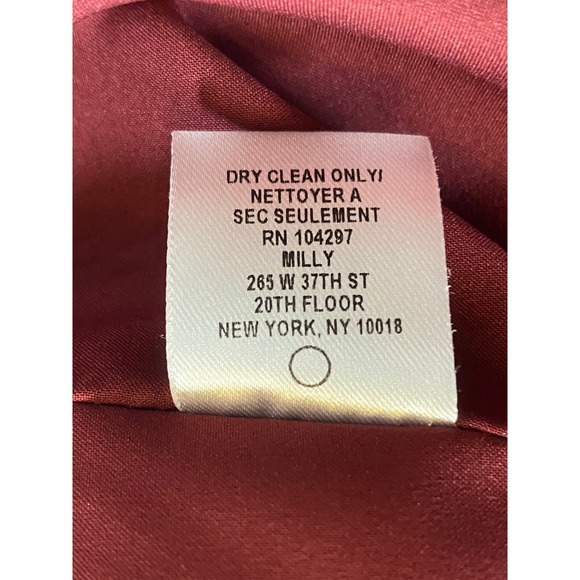 DRY CLEAN ONLY/
NETTOYER A
SEC SEULEMENT
RN 104297
MILLY
265 W 37TH ST
20TH FLOOR
NEW YORK, NY 10018